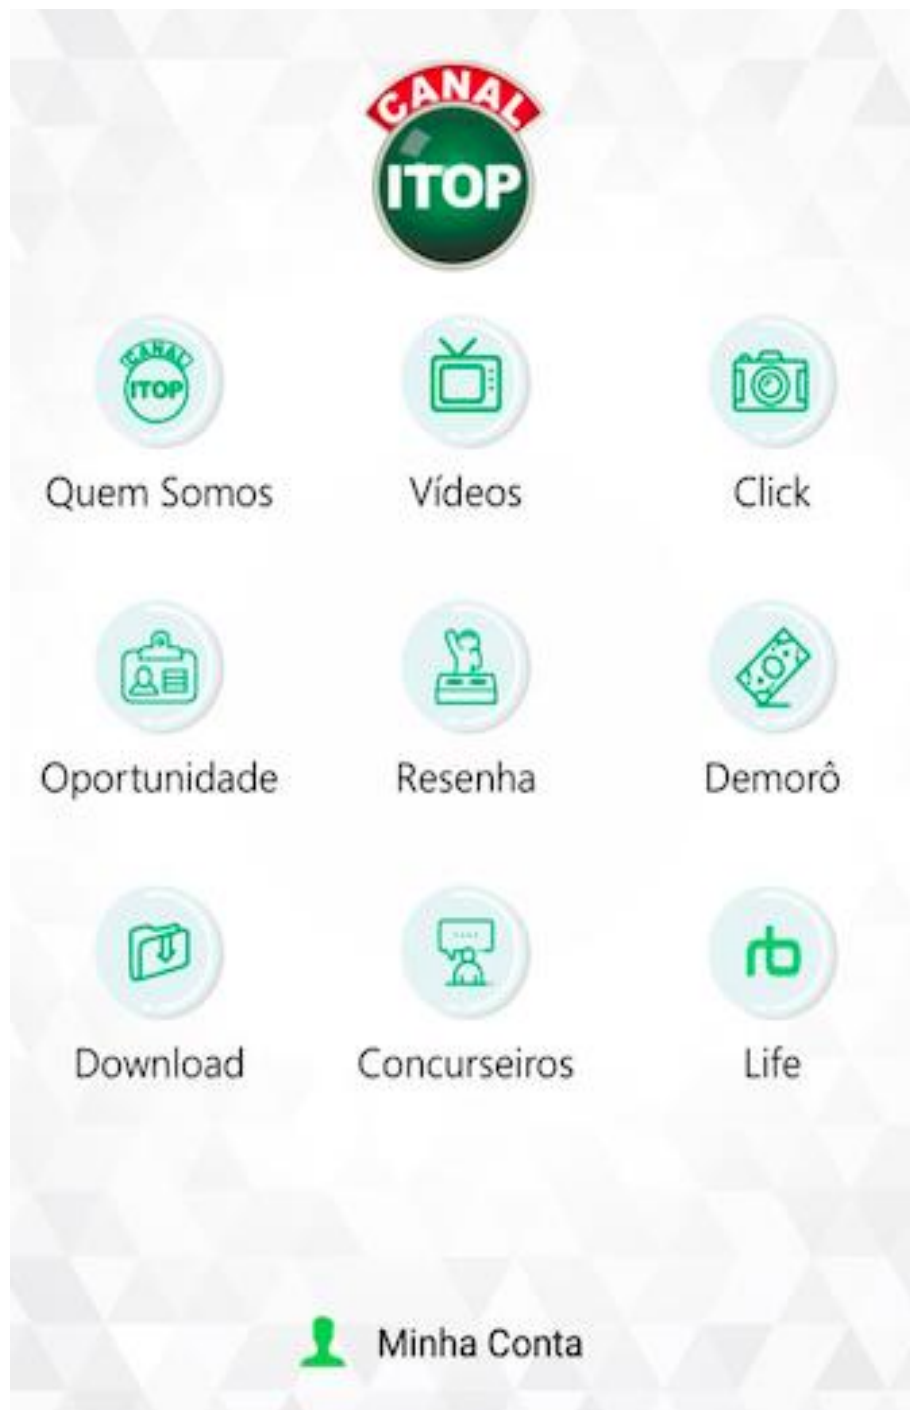 CANAL
ITOP
CANAL
ITOP
Quem Somos
Vídeos
Click
Oportunidade
Resenha
Demorô
rb
Download
Concurseiros
Life
Minha Conta